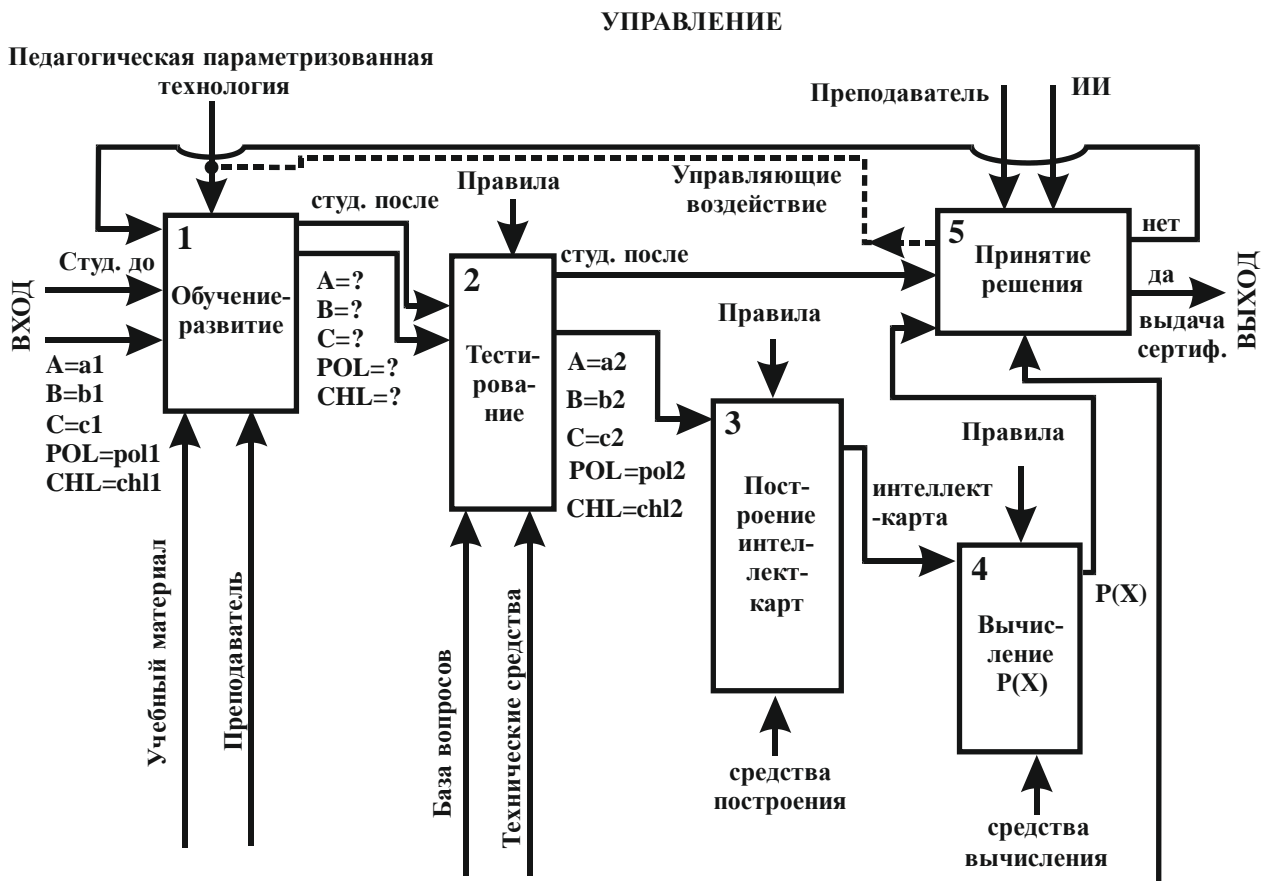 УПРАВЛЕНИЕ
Педагогическая параметризованная
технология
Преподаватель
ИИ
Правила
Управляющие
воздействие
студ. после
1
Обучение-
развитие
ВХОД
Студ. до
A=a1
B=b1
C=c1
POL=pol1
CHL=chl1
A=?
B=?
C=?
POL=?
CHL=?
2
Тести-
рова-
ние
студ. после
A=a2
B=b2
C=c2
POL=pol2
CHL=chl2
Правила
3
Пост-
роение
интел-
лект-
карт
интеллект
-карта
Правила
4
Вычис-
ление
P(X)
P(X)
5
Принятие
решения
нет
да
выдача
сертиф.
ВЫХОД
Учебный материал
Преподаватель
База вопросов
Технические средства
средства
построения
средства
вычисления